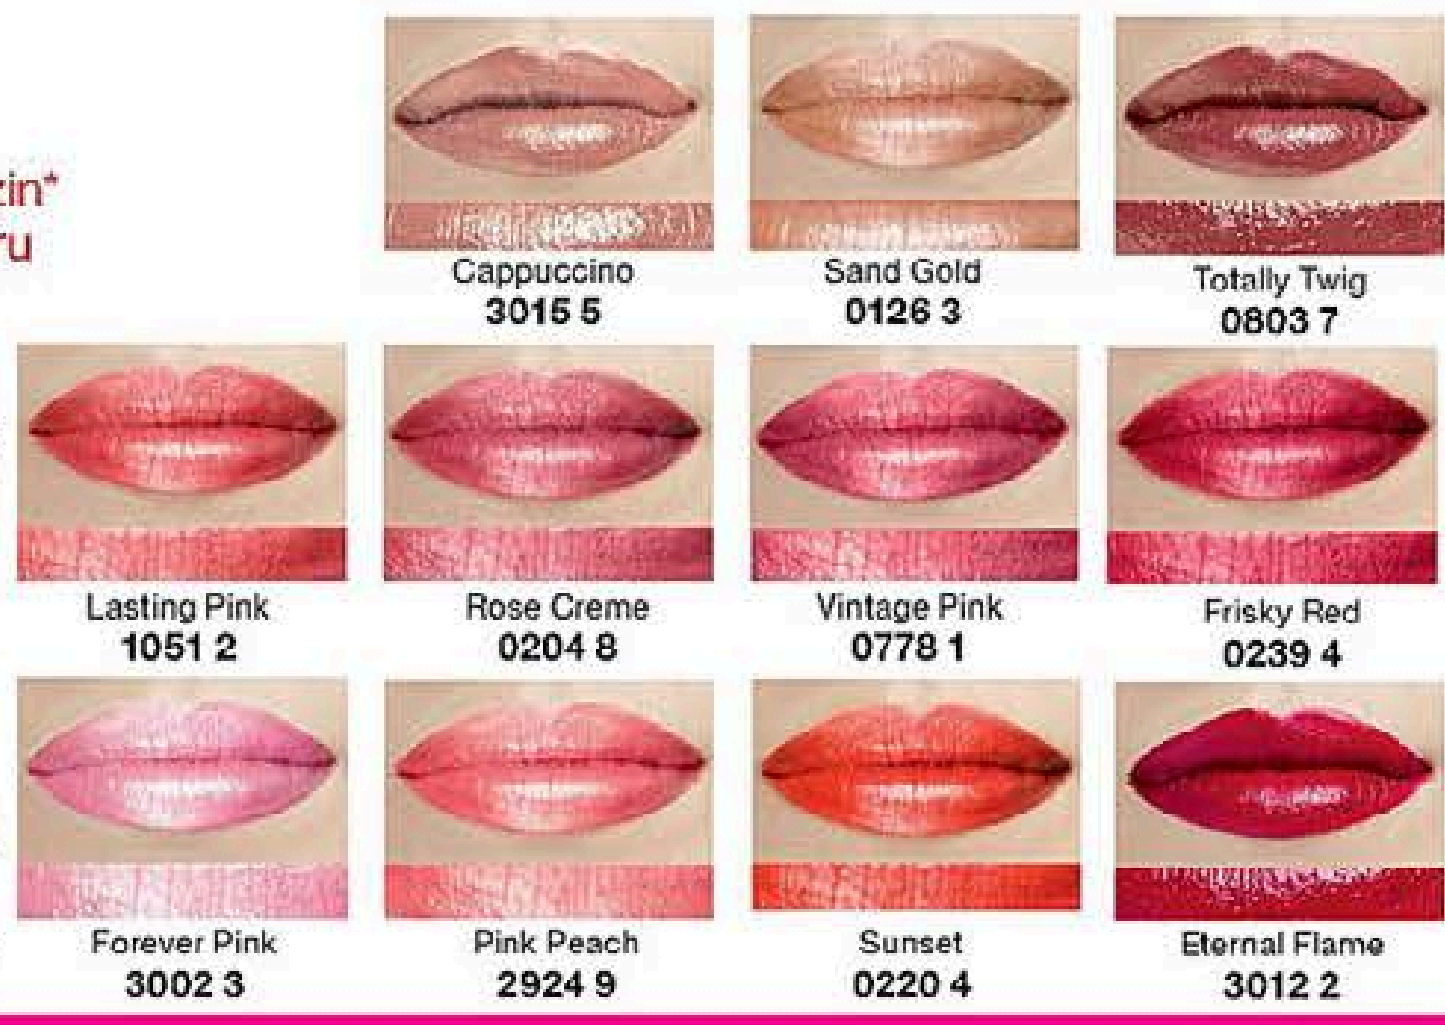 zin*
ru
Cappuccino
3015 5
Sand Gold
0126 3
Totally Twig
0803 7
Lasting Pink
1051 2
Rose Creme
0204 8
Vintage Pink
0778 1
Frisky Red
0239 4
Forever Pink
3002 3
Pink Peach
2924 9
Sunset
0220 4
Eternal Flame
3012 2